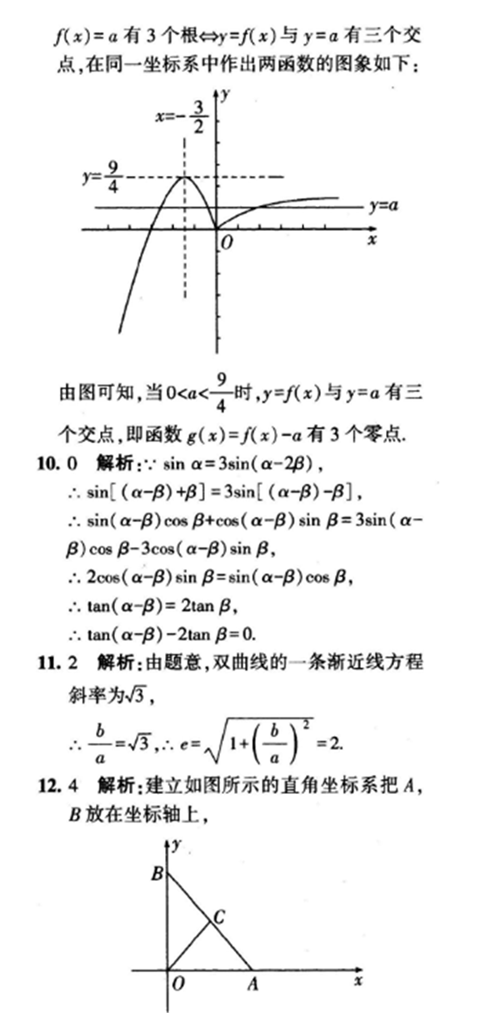 f(x)=a 有 3 个根⇔y=f(x)与 y=a 有三个交
点,在同一坐标系中作出两函数的图象如下:
y
x=-3/2
y=9/4
y=a
O
x
由图可知,当 0<a<9/4时,y=f(x)与 y=a 有三
个交点,即函数 g(x)=f(x)-a 有 3 个零点.
10. 0 解析:∵ sin α=3sin(α-2β),
∴ sin[(α-β)+β]=3sin[(α-β)-β],
∴ sin(α-β)cos β+cos(α-β)sin β=3sin(α-
β)cos β-3cos(α-β)sin β,
∴ 2cos(α-β)sin β=sin(α-β)cos β,
∴ tan(α-β)=2tan β,
∴ tan(α-β)-2tan β=0.
11. 2 解析:由题意,双曲线的一条渐近线方程
斜率为√3,
∴ b/a=√3,∴ e=√(1+(b/a)²)=2.
12. 4 解析:建立如图所示的直角坐标系把 A,
B 放在坐标轴上,
y
B
C
O
A
x